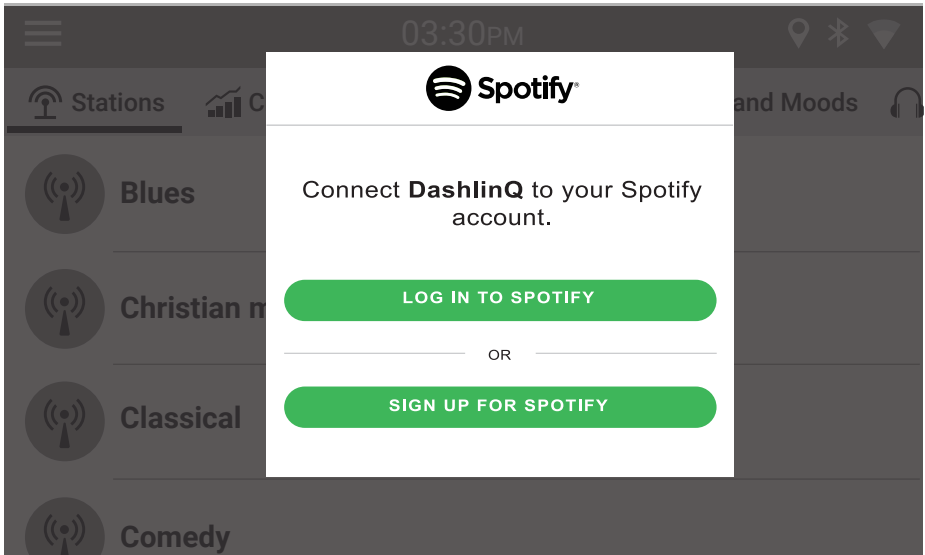 03:30PM
Spotify®
Stations
C
and Moods
Connect DashlinQ to your Spotify
account.
Blues
LOG IN TO SPOTIFY
Christian m
OR
SIGN UP FOR SPOTIFY
Classical
Comedy